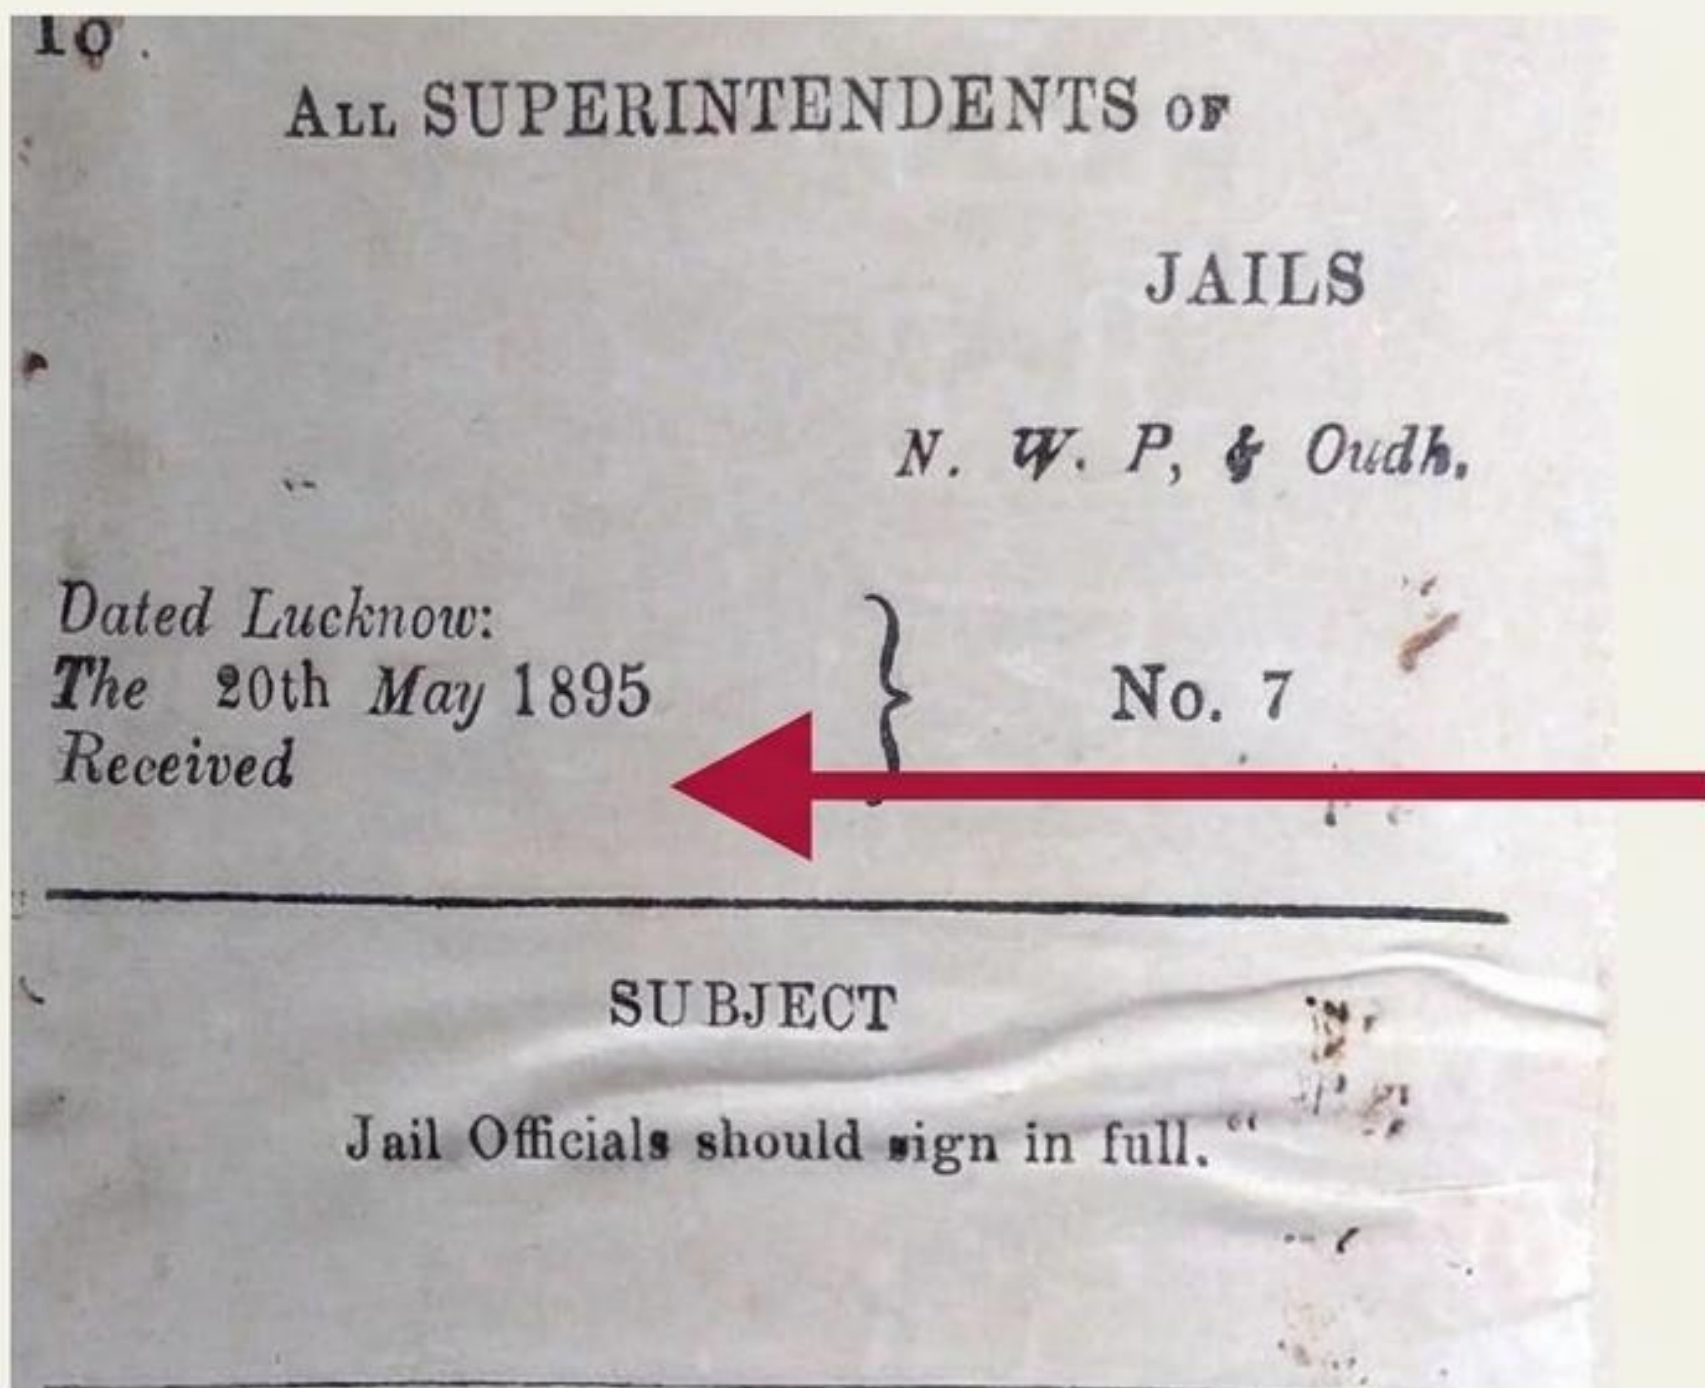 To.
ALL SUPERINTENDENTS OF
JAILS
N. W. P, & Oudh.
Dated Lucknow:
The 20th May 1895
Received
No. 7
SUBJECT
Jail Officials should sign in full. “